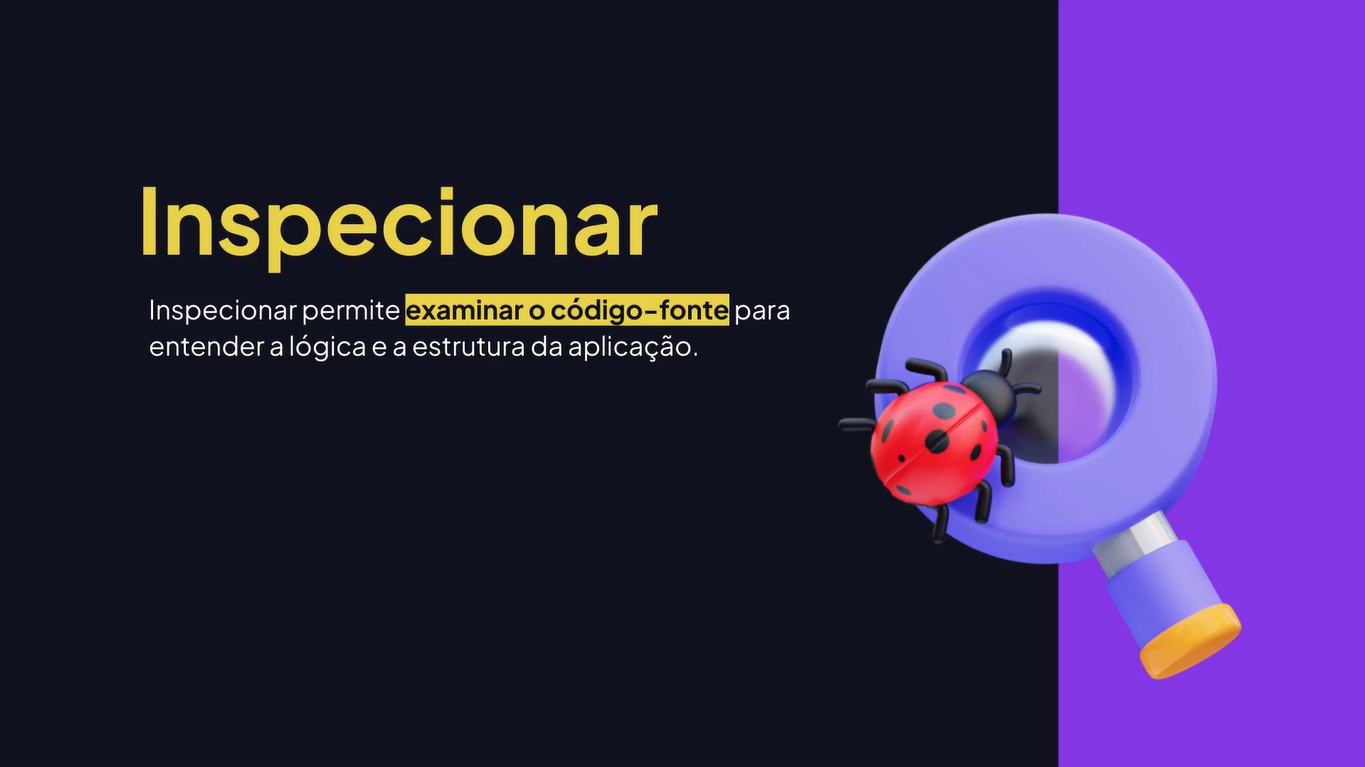 Inspecionar
Inspecionar permite examinar o código-fonte para
entender a lógica e a estrutura da aplicação.